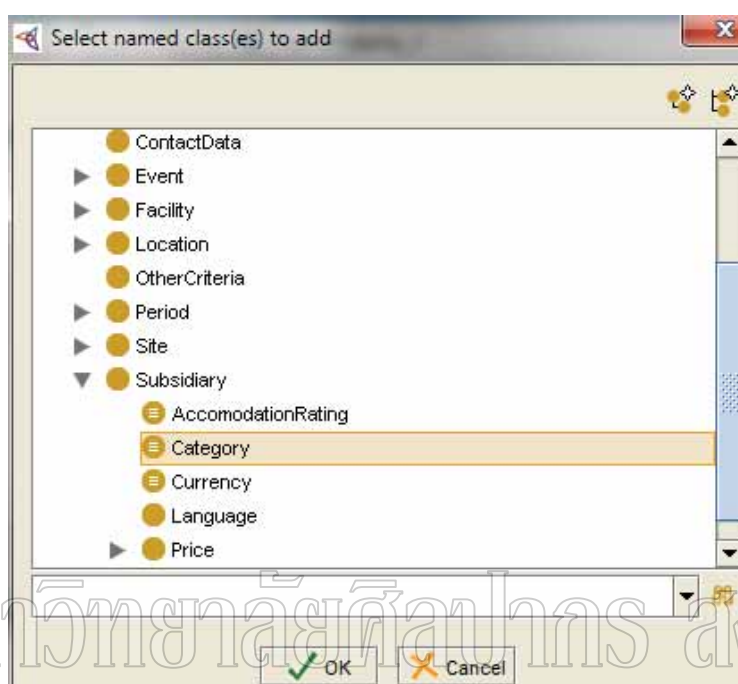 Select named class(es) to add
ContactData
Event
Facility
Location
OtherCriteria
Period
Site
Subsidiary
AccomodationRating
Category
Currency
Language
Price
OK Cancel